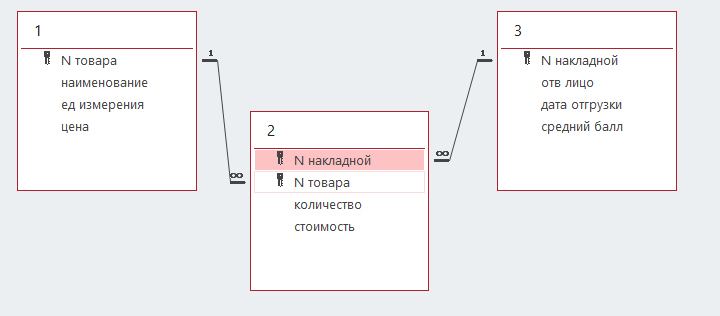 1
N товара
наименование
ед измерения
цена
1
∞
2
N накладной
N товара
количество
стоимость
1
∞
3
N накладной
отв лицо
дата отгрузки
средний балл